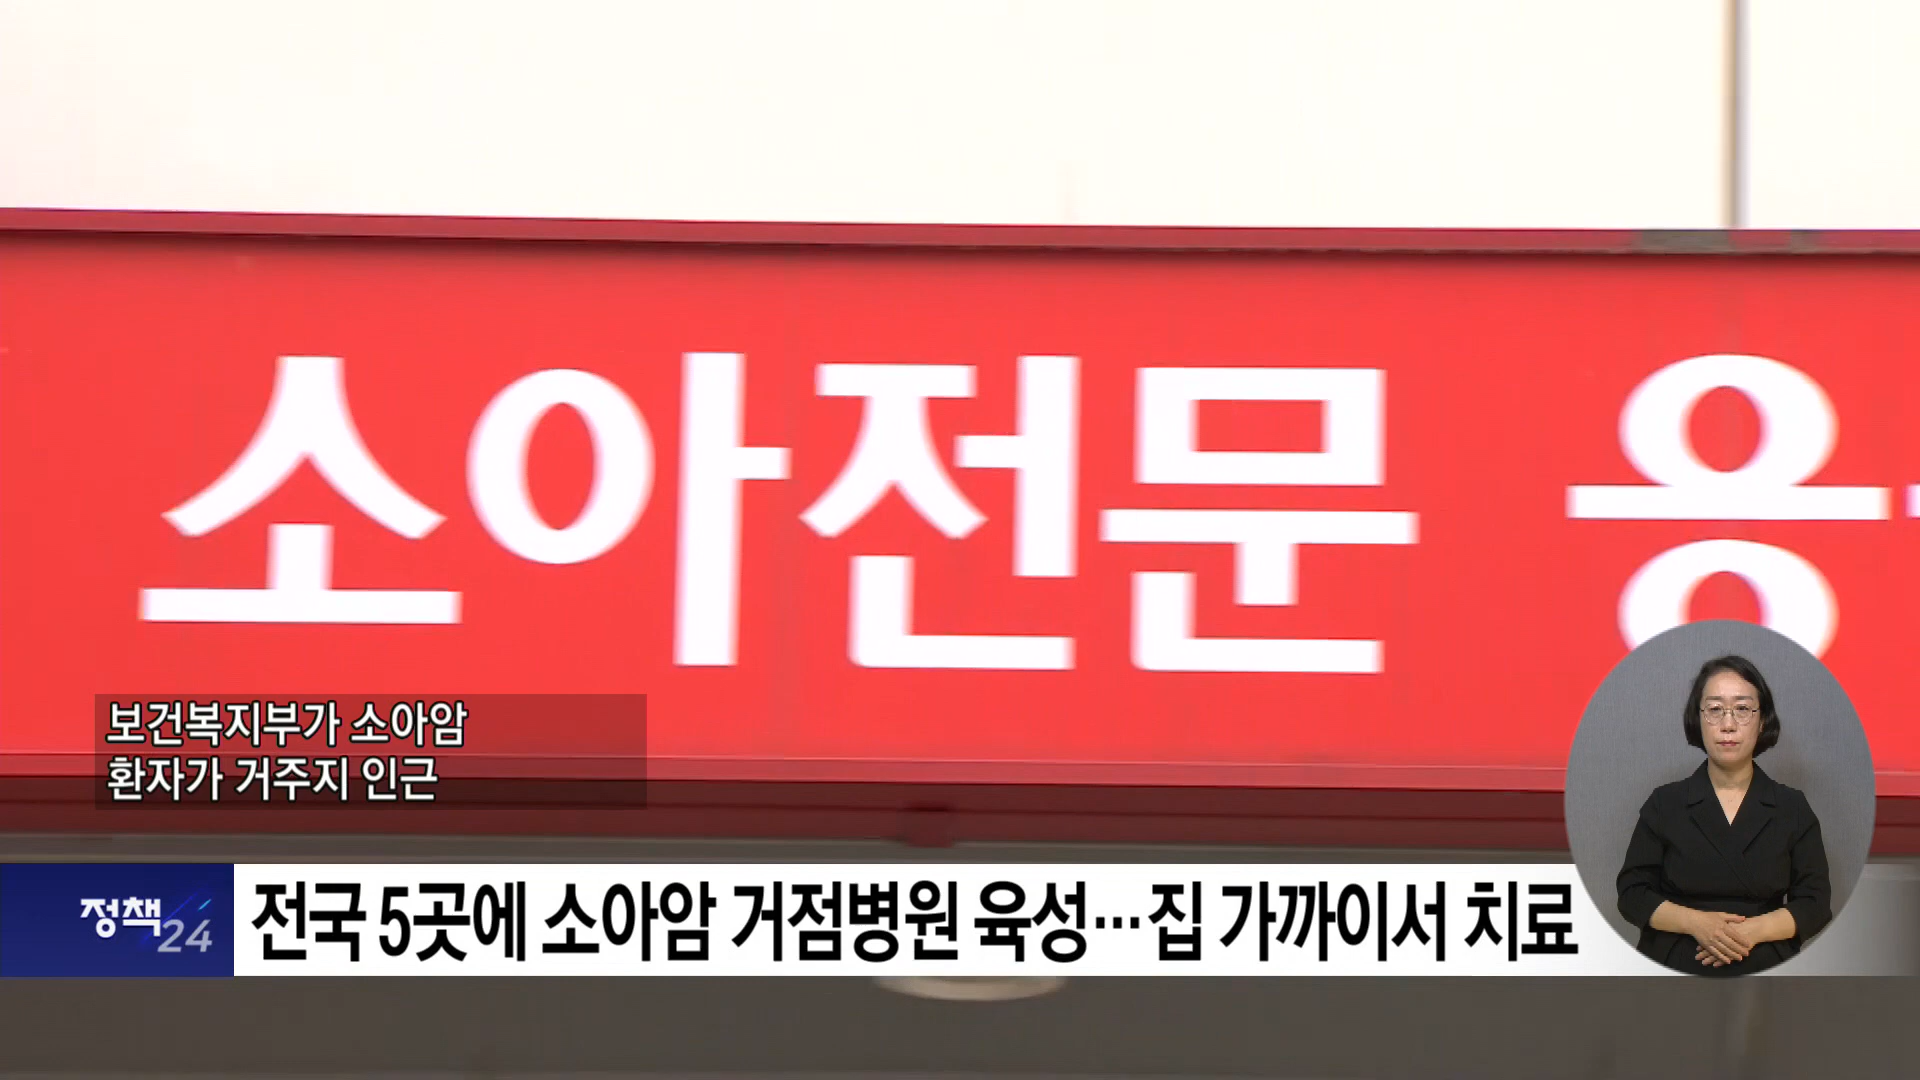 소아전문 응
보건복지부가 소아암
환자가 거주지 인근
정책 24
전국 5곳에 소아암 거점병원 육성…집 가까이서 치료